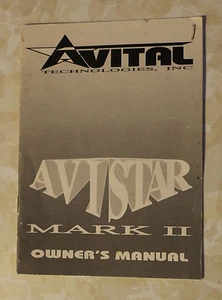 AVITAL
TECHNOLOGIES, INC
AVISTAR
MARK II
OWNER'S MANUAL